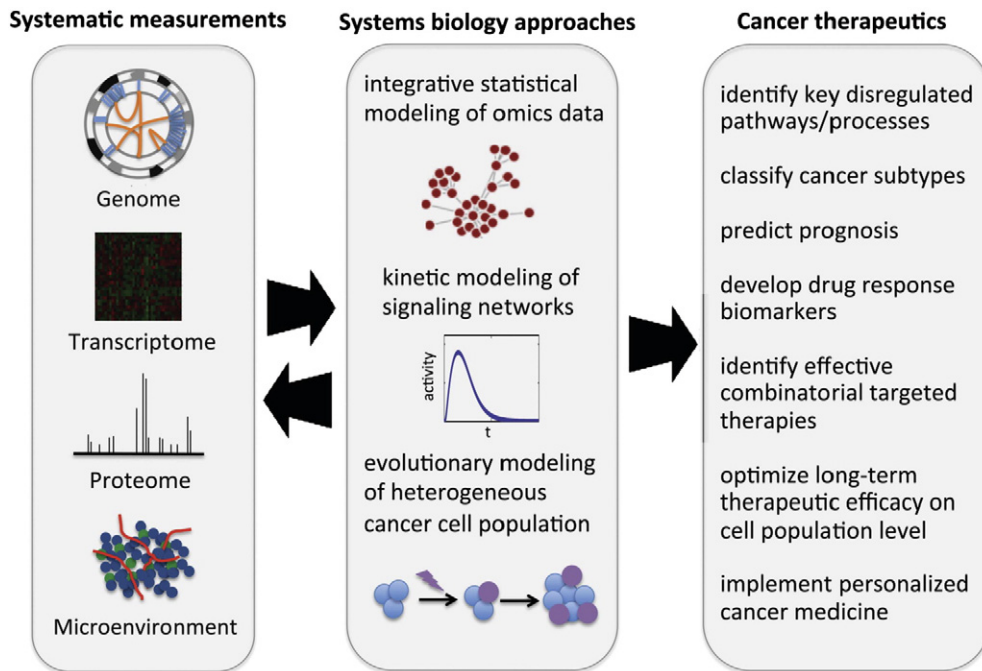 Systematic measurements
Genome
Transcriptome
Proteome
Microenvironment
Systems biology approaches
integrative statistical
modeling of omics data
kinetic modeling of
signaling networks
activity
t
evolutionary modeling
of heterogeneous
cancer cell population
Cancer therapeutics
identify key disregulated
pathways/processes
classify cancer subtypes
predict prognosis
develop drug response
biomarkers
identify effective
combinatorial targeted
therapies
optimize long-term
therapeutic efficacy on
cell population level
implement personalized
cancer medicine